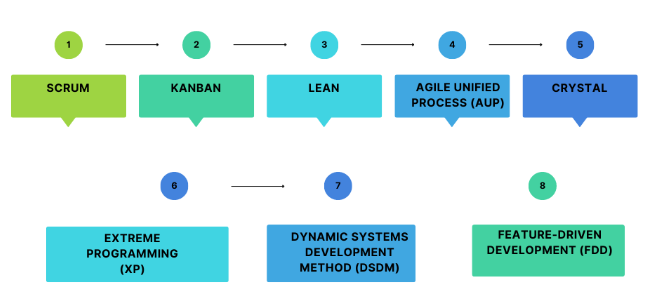 1
2
3
4
5
SCRUM
KANBAN
LEAN
AGILE UNIFIED
PROCESS (AUP)
CRYSTAL
6
7
8
EXTREME
PROGRAMMING
(XP)
DYNAMIC SYSTEMS
DEVELOPMENT
METHOD (DSDM)
FEATURE-DRIVEN
DEVELOPMENT (FDD)